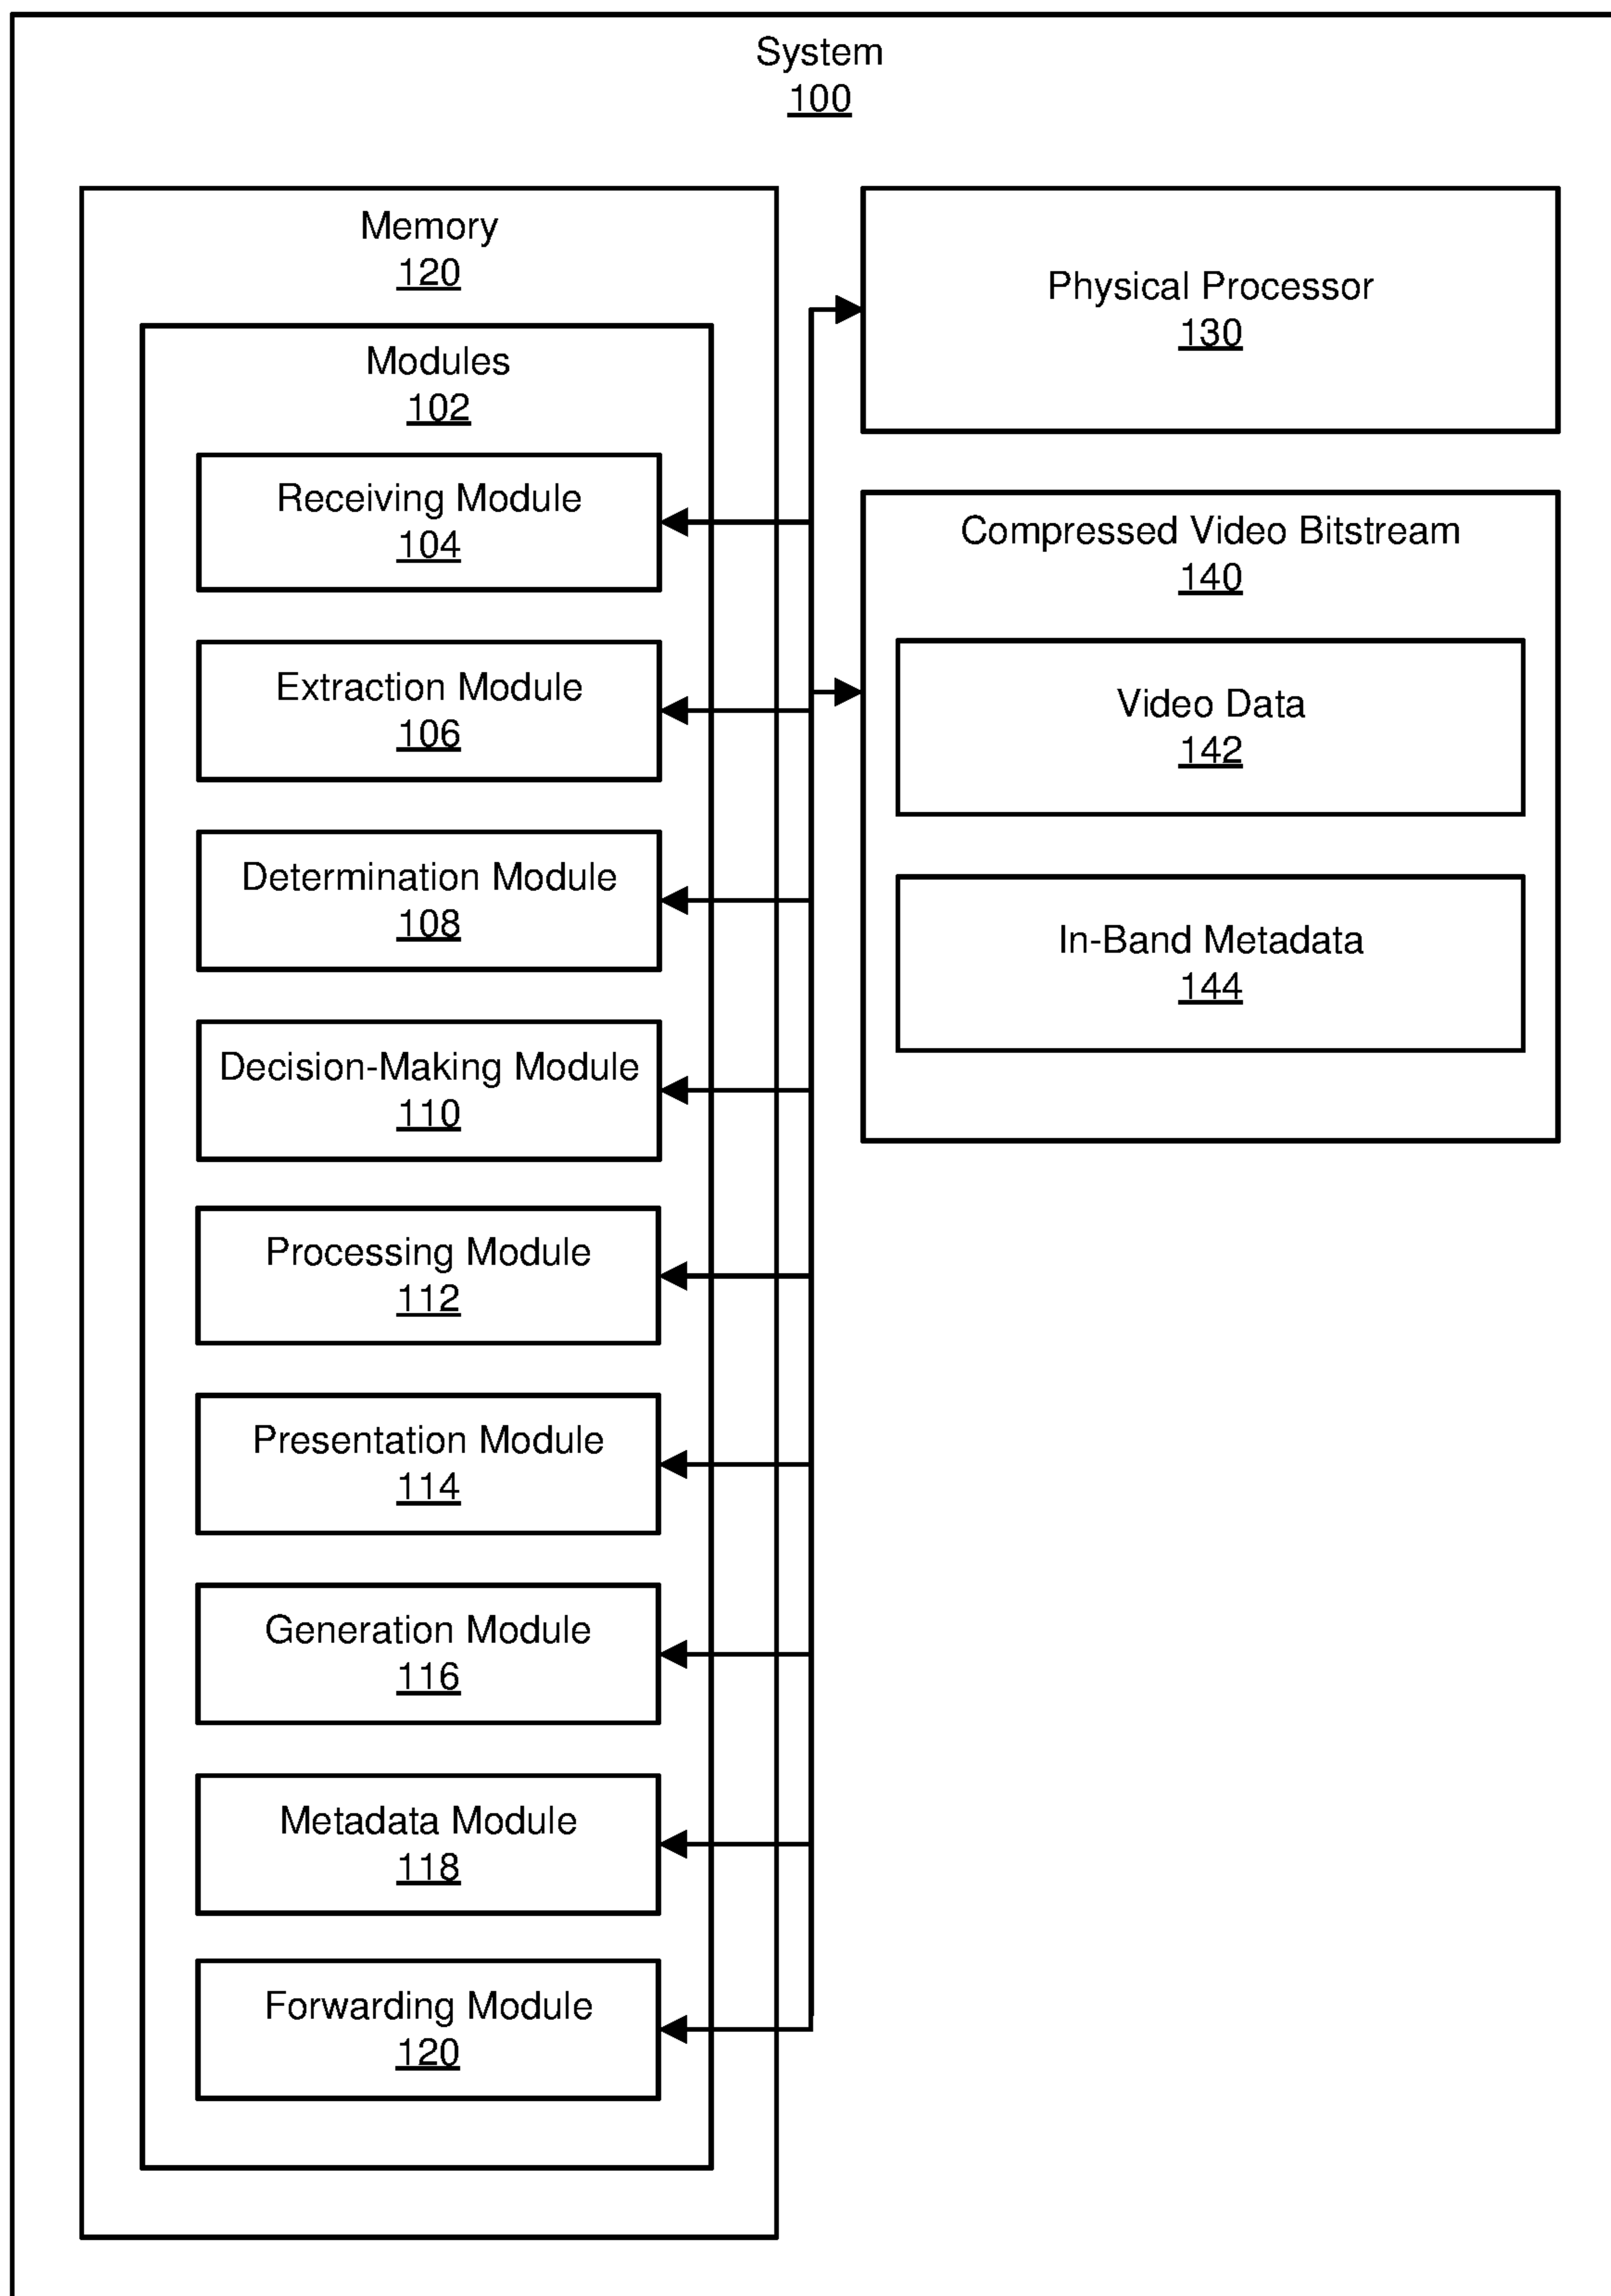 System
100
Memory
120
Modules
102
Receiving Module
104
Extraction Module
106
Determination Module
108
Decision-Making Module
110
Processing Module
112
Presentation Module
114
Generation Module
116
Metadata Module
118
Forwarding Module
120
Physical Processor
130
Compressed Video Bitstream
140
Video Data
142
In-Band Metadata
144